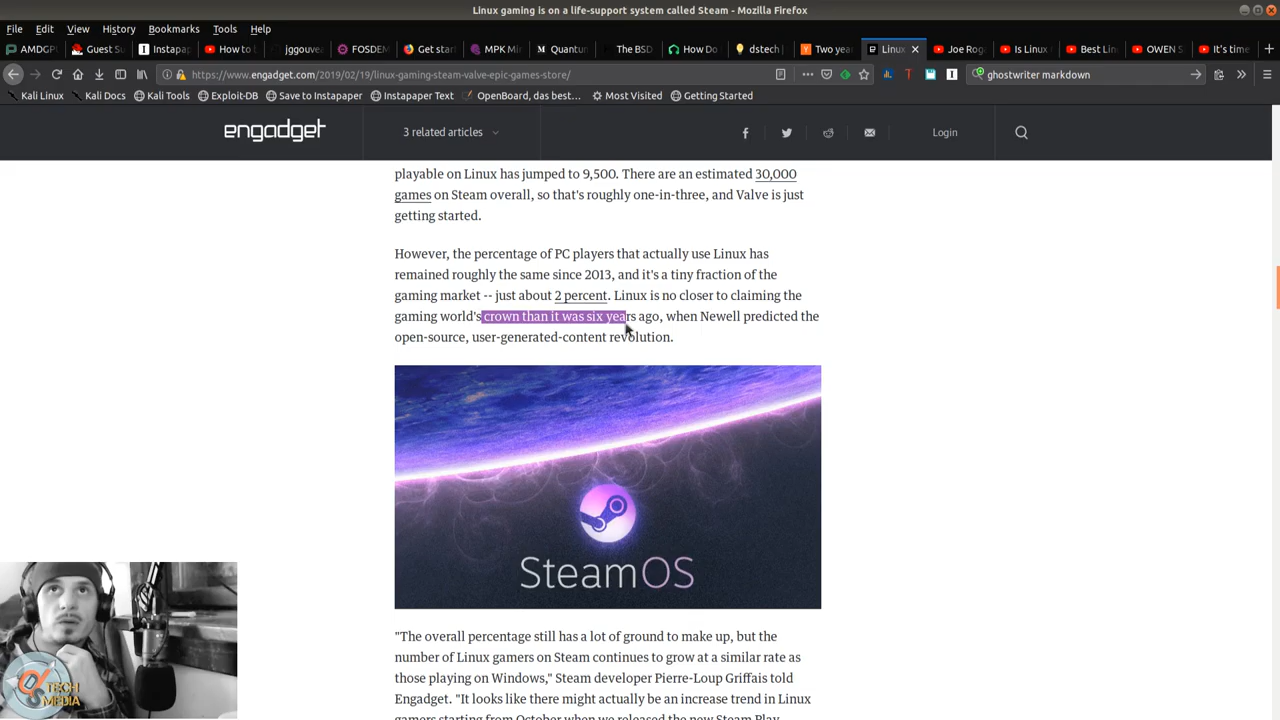 Linux gaming is on a life-support system called Steam - Mozilla Firefox
File Edit View History Bookmarks Tools Help
AMDGPU
Guest Su
Instapap
How to l
jggouvea
FOSDEM
Get start
MPK Min
Quantun
The BSD
How Do
dstech |
Two year
Linux
Joe Roga
Is Linux
Best Linu
OWEN S
It's time
https://www.engadget.com/2019/02/19/linux-gaming-steam-valve-epic-games-store/
ghostwriter markdown
Kali Linux Kali Docs Kali Tools Exploit-DB Save to Instapaper Instapaper Text OpenBoard, das best... Most Visited Getting Started
engadget
3 related articles
Login
playable on Linux has jumped to 9,500. There are an estimated 30,000
games on Steam overall, so that's roughly one-in-three, and Valve is just
getting started.
However, the percentage of PC players that actually use Linux has
remained roughly the same since 2013, and it's a tiny fraction of the
gaming market -- just about 2 percent. Linux is no closer to claiming the
gaming world's crown than it was six years ago, when Newell predicted the
open-source, user-generated-content revolution.
SteamOS
"The overall percentage still has a lot of ground to make up, but the
number of Linux gamers on Steam continues to grow at a similar rate as
those playing on Windows," Steam developer Pierre-Loup Griffais told
Engadget. "It looks like there might actually be an increase trend in Linux
gamers starting from October when we released the new Steam Play
TECH
MEDIA